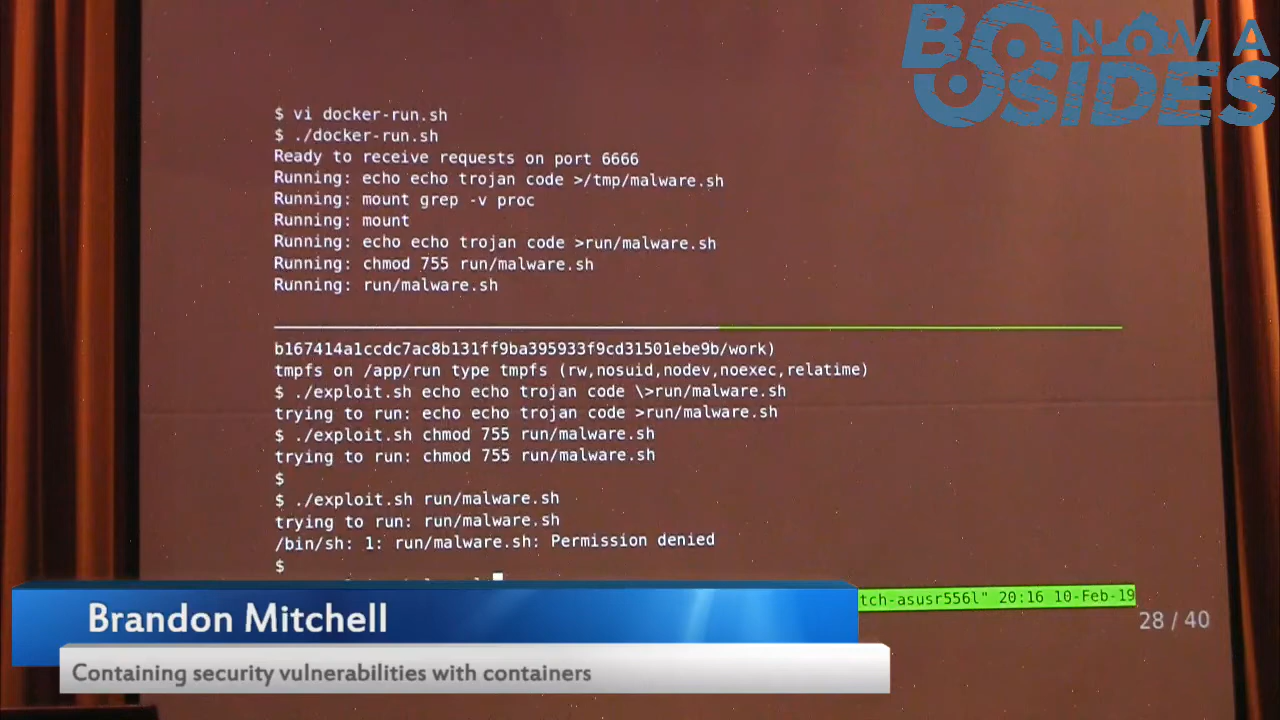 BSIDES
NOVA
$ vi docker-run.sh
$ ./docker-run.sh
Ready to receive requests on port 6666
Running: echo echo trojan code >/tmp/malware.sh
Running: mount grep -v proc
Running: mount
Running: echo echo trojan code >run/malware.sh
Running: chmod 755 run/malware.sh
Running: run/malware.sh
b167414a1ccdc7ac8b131ff9ba395933f9cd31501ebe9b/work)
tmpfs on /app/run type tmpfs (rw,nosuid,nodev,noexec,relatime)
$ ./exploit.sh echo echo trojan code \>run/malware.sh
trying to run: echo echo trojan code >run/malware.sh
$ ./exploit.sh chmod 755 run/malware.sh
trying to run: chmod 755 run/malware.sh
$
$ ./exploit.sh run/malware.sh
trying to run: run/malware.sh
/bin/sh: 1: run/malware.sh: Permission denied
$
tch-asusr556l" 20:16 10-Feb-19
28 / 40
Brandon Mitchell
Containing security vulnerabilities with containers